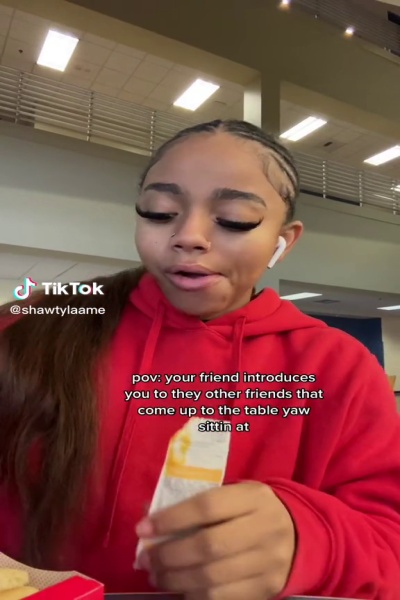 TikTok
@shawtylaame
pov: your friend introduces
you to they other friends that
come up to the table yaw
sittin at